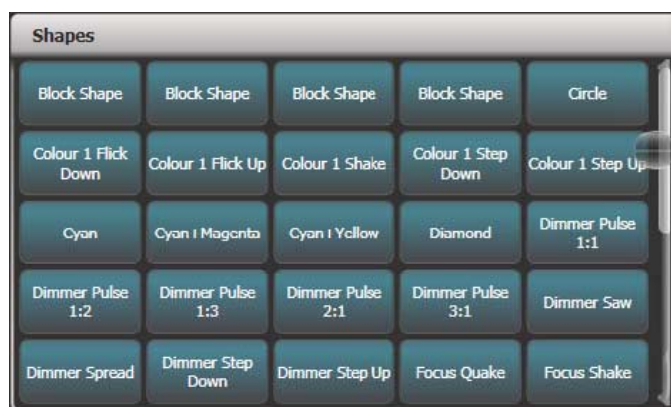 Shapes
Block Shape Block Shape Block Shape Block Shape Circle
Colour 1 Flick Down Colour 1 Flick Up Colour 1 Shake Colour 1 Step Down Colour 1 Step Up
Cyan Cyan I Magenta Cyan I Yellow Diamond Dimmer Pulse 1:1
Dimmer Pulse 1:2 Dimmer Pulse 1:3 Dimmer Pulse 2:1 Dimmer Pulse 3:1 Dimmer Saw
Dimmer Spread Dimmer Step Down Dimmer Step Up Focus Quake Focus Shake